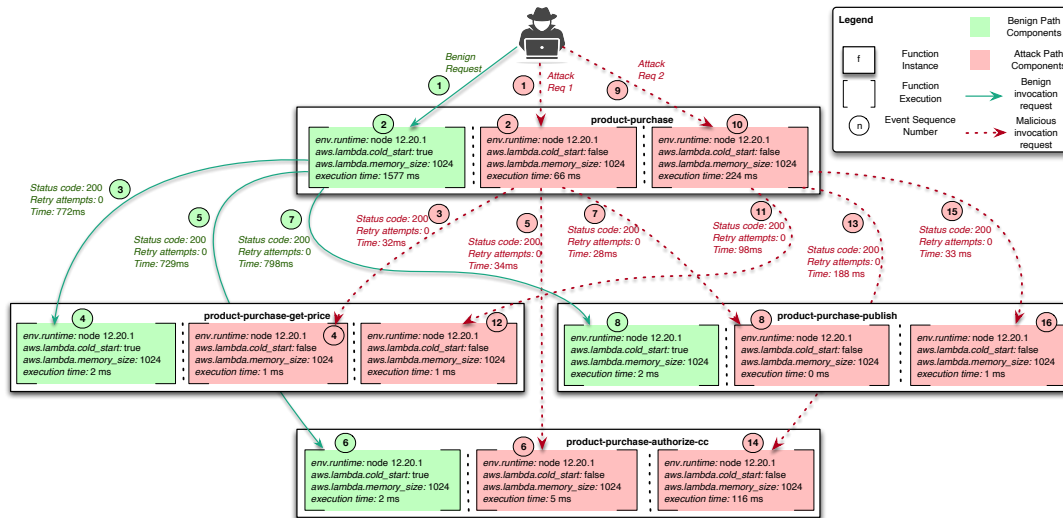 Legend
f
Function
Instance
Function
Execution
n
Event Sequence
Number
Benign Path
Components
Attack Path
Components
Benign
invocation
request
Malicious
invocation
request
Benign
Request
1
Attack
Req 1
1
Attack
Req 2
9
product-purchase
2
env.runtime: node 12.20.1
aws.lambda.cold_start: true
aws.lambda.memory_size: 1024
execution time: 1577 ms
2
env.runtime: node 12.20.1
aws.lambda.cold_start: false
aws.lambda.memory_size: 1024
execution time: 66 ms
10
env.runtime: node 12.20.1
aws.lambda.cold_start: false
aws.lambda.memory_size: 1024
execution time: 224 ms
3
Status code: 200
Retry attempts: 0
Time: 772ms
5
Status code: 200
Retry attempts: 0
Time: 729ms
7
Status code: 200
Retry attempts: 0
Time: 798ms
3
Status code: 200
Retry attempts: 0
Time: 32ms
5
Status code: 200
Retry attempts: 0
Time: 34ms
7
Status code: 200
Retry attempts: 0
Time: 28ms
11
Status code: 200
Retry attempts: 0
Time: 98ms
13
Status code: 200
Retry attempts: 0
Time: 188 ms
15
Status code: 200
Retry attempts: 0
Time: 33 ms
product-purchase-get-price
4
env.runtime: node 12.20.1
aws.lambda.cold_start: true
aws.lambda.memory_size: 1024
execution time: 2 ms
4
env.runtime: node 12.20.1
aws.lambda.cold_start: false
aws.lambda.memory_size: 1024
execution time: 1 ms
12
env.runtime: node 12.20.1
aws.lambda.cold_start: false
aws.lambda.memory_size: 1024
execution time: 1 ms
product-purchase-publish
8
env.runtime: node 12.20.1
aws.lambda.cold_start: true
aws.lambda.memory_size: 1024
execution time: 2 ms
8
env.runtime: node 12.20.1
aws.lambda.cold_start: false
aws.lambda.memory_size: 1024
execution time: 0 ms
16
env.runtime: node 12.20.1
aws.lambda.cold_start: false
aws.lambda.memory_size: 1024
execution time: 1 ms
product-purchase-authorize-cc
6
env.runtime: node 12.20.1
aws.lambda.cold_start: true
aws.lambda.memory_size: 1024
execution time: 2 ms
6
env.runtime: node 12.20.1
aws.lambda.cold_start: false
aws.lambda.memory_size: 1024
execution time: 5 ms
14
env.runtime: node 12.20.1
aws.lambda.cold_start: false
aws.lambda.memory_size: 1024
execution time: 116 ms